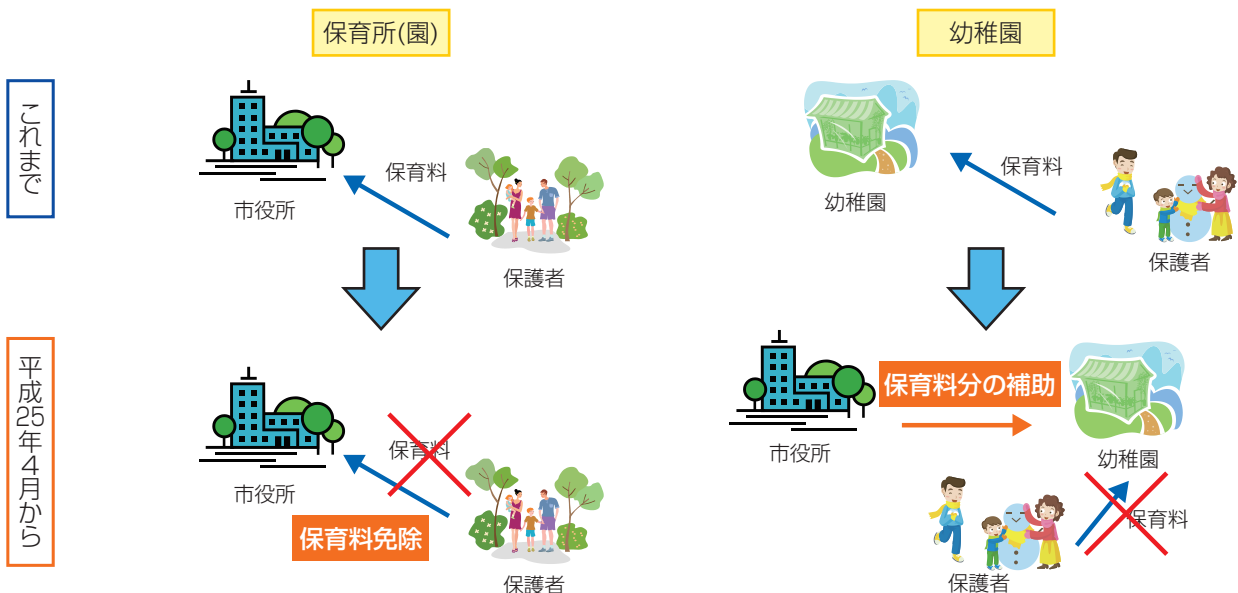 保育所(園)
幼稚園
これまで
保育料
市役所
保護者
保育料
幼稚園
保護者
平成25年4月から
保育料
市役所
保育料免除
保護者
保育料分の補助
市役所
幼稚園
保育料
保護者